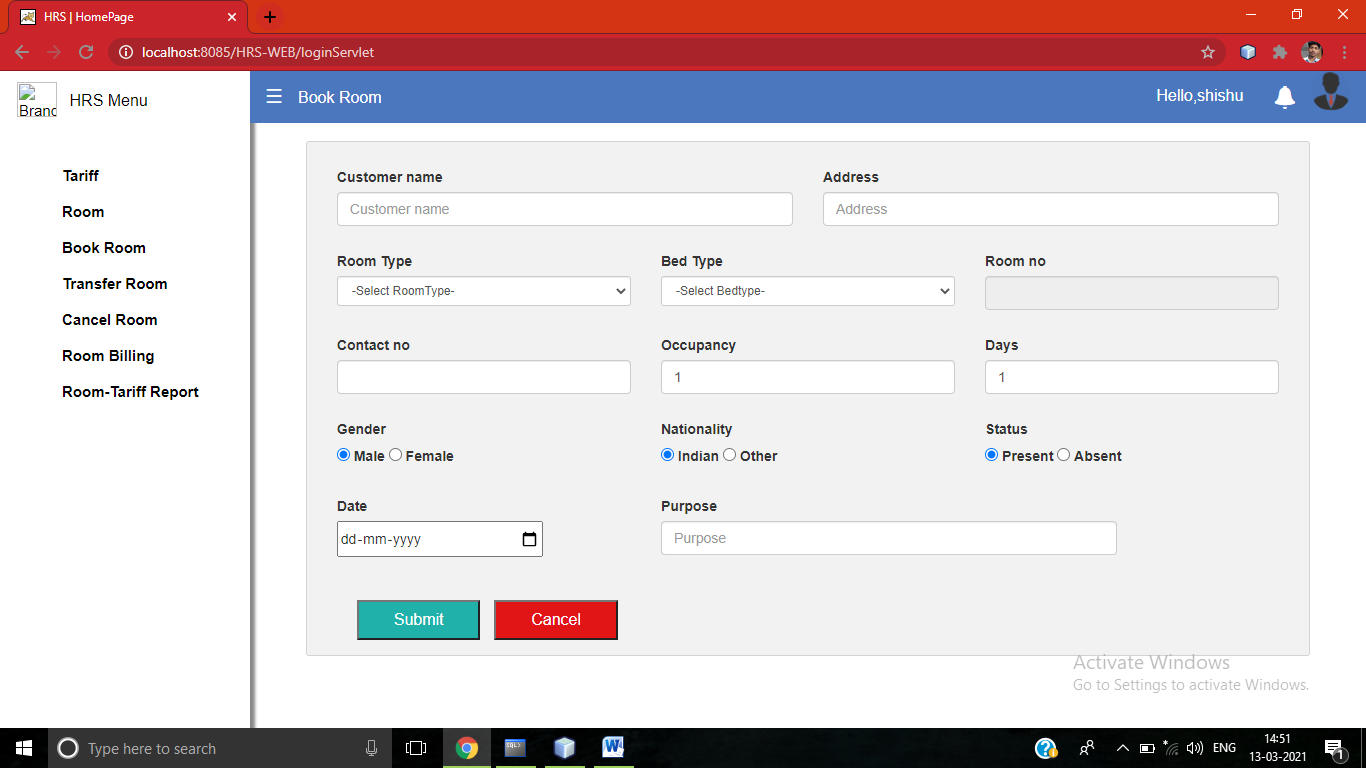 HRS | HomePage
localhost:8085/HRS-WEB/loginServlet
Brand
HRS Menu
Book Room
Hello,shishu
Tariff
Room
Book Room
Transfer Room
Cancel Room
Room Billing
Room-Tariff Report
Customer name
Address
Customer name
Address
Room Type
Bed Type
Room no
-Select RoomType-
-Select Bedtype-
Contact no
Occupancy
Days
1
1
Gender
Nationality
Status
Male Female
Indian Other
Present Absent
Date
Purpose
dd-mm-yyyy
Purpose
Submit
Cancel
Activate Windows
Go to Settings to activate Windows.
Type here to search
SQL>
W
ENG
14:51
13-03-2021
1